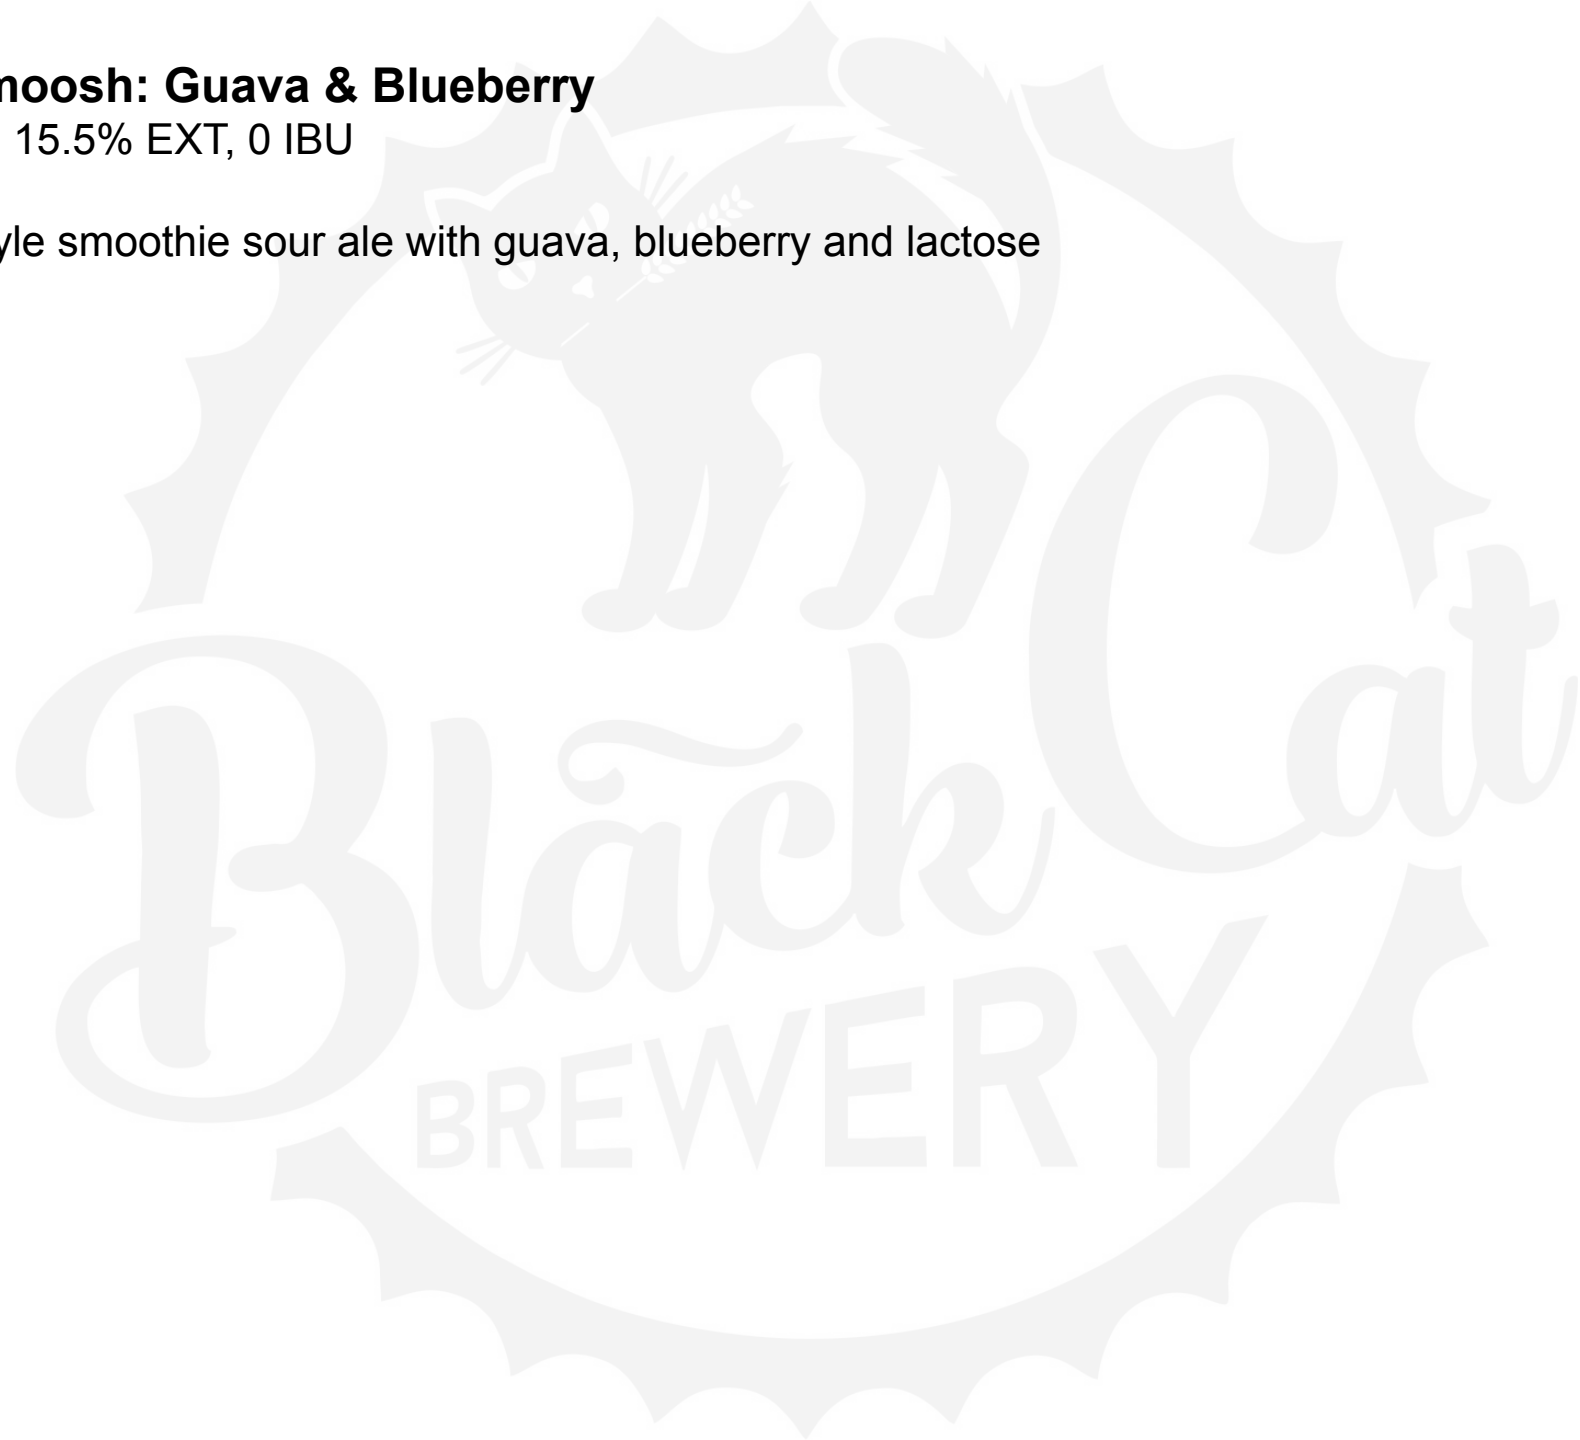 moosh: Guava & Blueberry
15.5% EXT, 0 IBU
yle smoothie sour ale with guava, blueberry and lactose
Black Cat
BREWERY